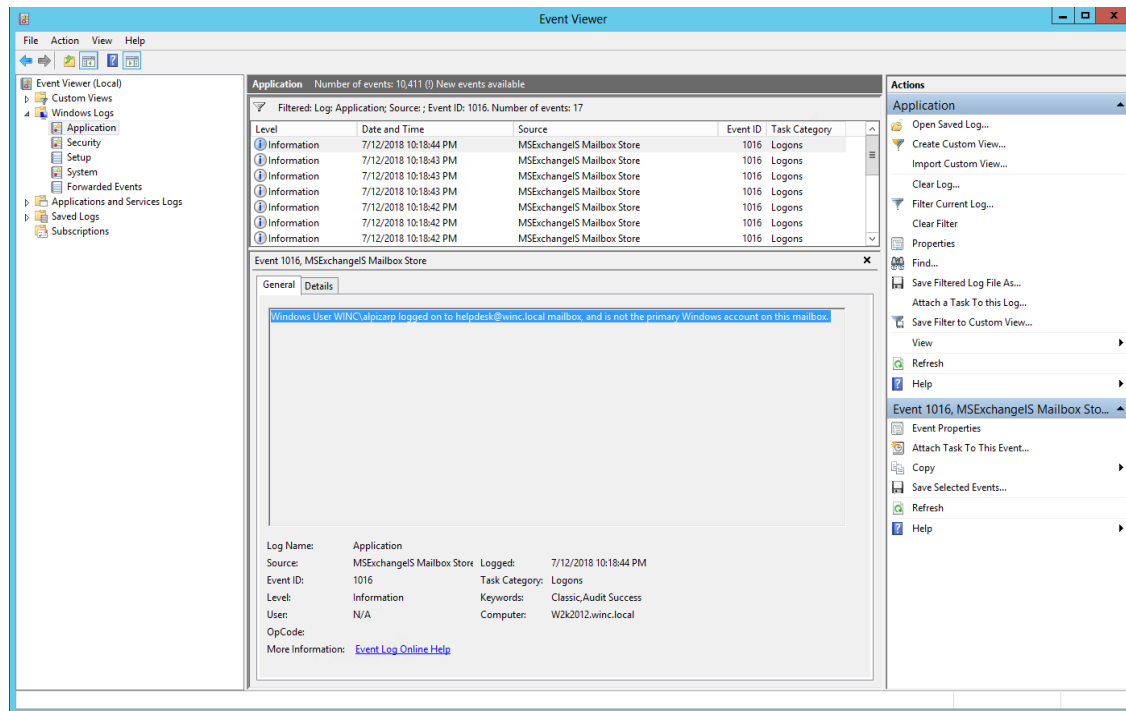 Event Viewer
File Action View Help
Event Viewer (Local)
Custom Views
Windows Logs
Application
Security
Setup
System
Forwarded Events
Applications and Services Logs
Saved Logs
Subscriptions
Application Number of events: 10,411 (!) New events available
Filtered: Log: Application; Source: ; Event ID: 1016. Number of events: 17
Level Date and Time Source Event ID Task Category
Information 7/12/2018 10:18:44 PM MSExchangeIS Mailbox Store 1016 Logons
Information 7/12/2018 10:18:43 PM MSExchangeIS Mailbox Store 1016 Logons
Information 7/12/2018 10:18:43 PM MSExchangeIS Mailbox Store 1016 Logons
Information 7/12/2018 10:18:43 PM MSExchangeIS Mailbox Store 1016 Logons
Information 7/12/2018 10:18:42 PM MSExchangeIS Mailbox Store 1016 Logons
Information 7/12/2018 10:18:42 PM MSExchangeIS Mailbox Store 1016 Logons
Information 7/12/2018 10:18:42 PM MSExchangeIS Mailbox Store 1016 Logons
Event 1016, MSExchangeIS Mailbox Store
General Details
Windows User WINC\alpizarp logged on to helpdesk@winc.local mailbox, and is not the primary Windows account on this mailbox.
Log Name: Application
Source: MSExchangeIS Mailbox Store Logged: 7/12/2018 10:18:44 PM
Event ID: 1016 Task Category: Logons
Level: Information Keywords: Classic,Audit Success
User: N/A Computer: W2k2012.winc.local
OpCode:
More Information: Event Log Online Help
Actions
Application
Open Saved Log...
Create Custom View...
Import Custom View...
Clear Log...
Filter Current Log...
Clear Filter
Properties
Find...
Save Filtered Log File As...
Attach a Task To this Log...
Save Filter to Custom View...
View
Refresh
Help
Event 1016, MSExchangeIS Mailbox Sto...
Event Properties
Attach Task To This Event...
Copy
Save Selected Events...
Refresh
Help